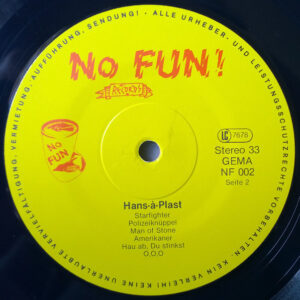 ALLE URHEBER- UND LEISTUNGSSCHUTZRECHTE VORBEHALTEN. KEIN VERLEIH! KEINE UNERLAUBTE VERVIELFÄLTIGUNG, VERMIETUNG, AUFFÜHRUNG, SENDUNG! •
No FUN!
RECORDS
No
FUN
LC 7676
Stereo 33
GEMA
NF 002
Seite 2
Hans-à-Plast
Starfighter
Polizeiknüppel
Man of Stone
Amerikaner
Hau ab, Du stinkst
O,O,O